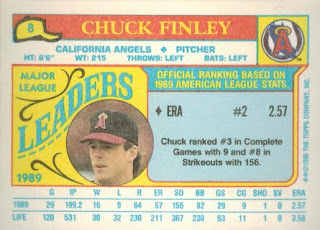 8
CHUCK FINLEY
CALIFORNIA ANGELS ♦ PITCHER
HT: 6'6" WT: 215 THROWS: LEFT BATS: LEFT
MAJOR
LEAGUE
LEADERS
1989
OFFICIAL RANKING BASED ON
1989 AMERICAN LEAGUE STATS.
♦ ERA #2 2.57
Chuck ranked #3 in Complete
Games with 9 and #8 in
Strikeouts with 156.
G IP W L R ER SO BB GS CG SHO SV ERA
1989 29 199.2 16 9 64 57 156 82 29 9 1 0 2.57
LIFE 120 531 30 32 230 211 367 230 63 11 1 0 3.58